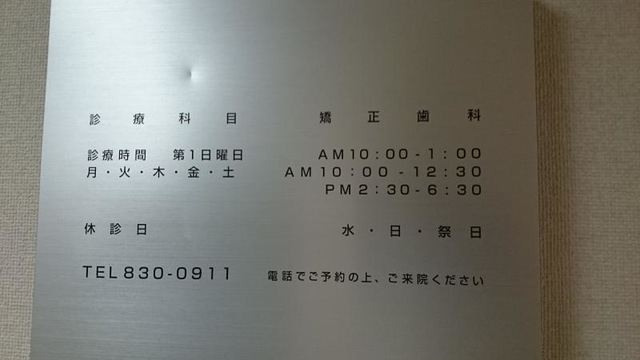 診療科目 矯正歯科
診療時間 第1日曜日 AM10:00-1:00
月・火・木・金・土 AM10:00-12:30
PM2:30-6:30
休診日 水・日・祭日
TEL830-0911 電話でご予約の上、ご来院ください